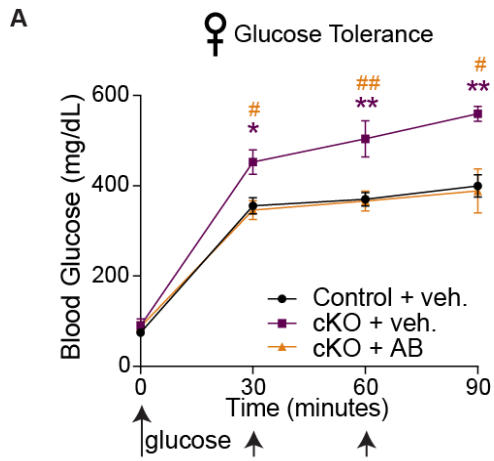 A
♀ Glucose Tolerance
# ## #
* ** **
Blood Glucose (mg/dL)
600
400
200
0
Control + veh.
cKO + veh.
cKO + AB
0 30 60 90
Time (minutes)
glucose